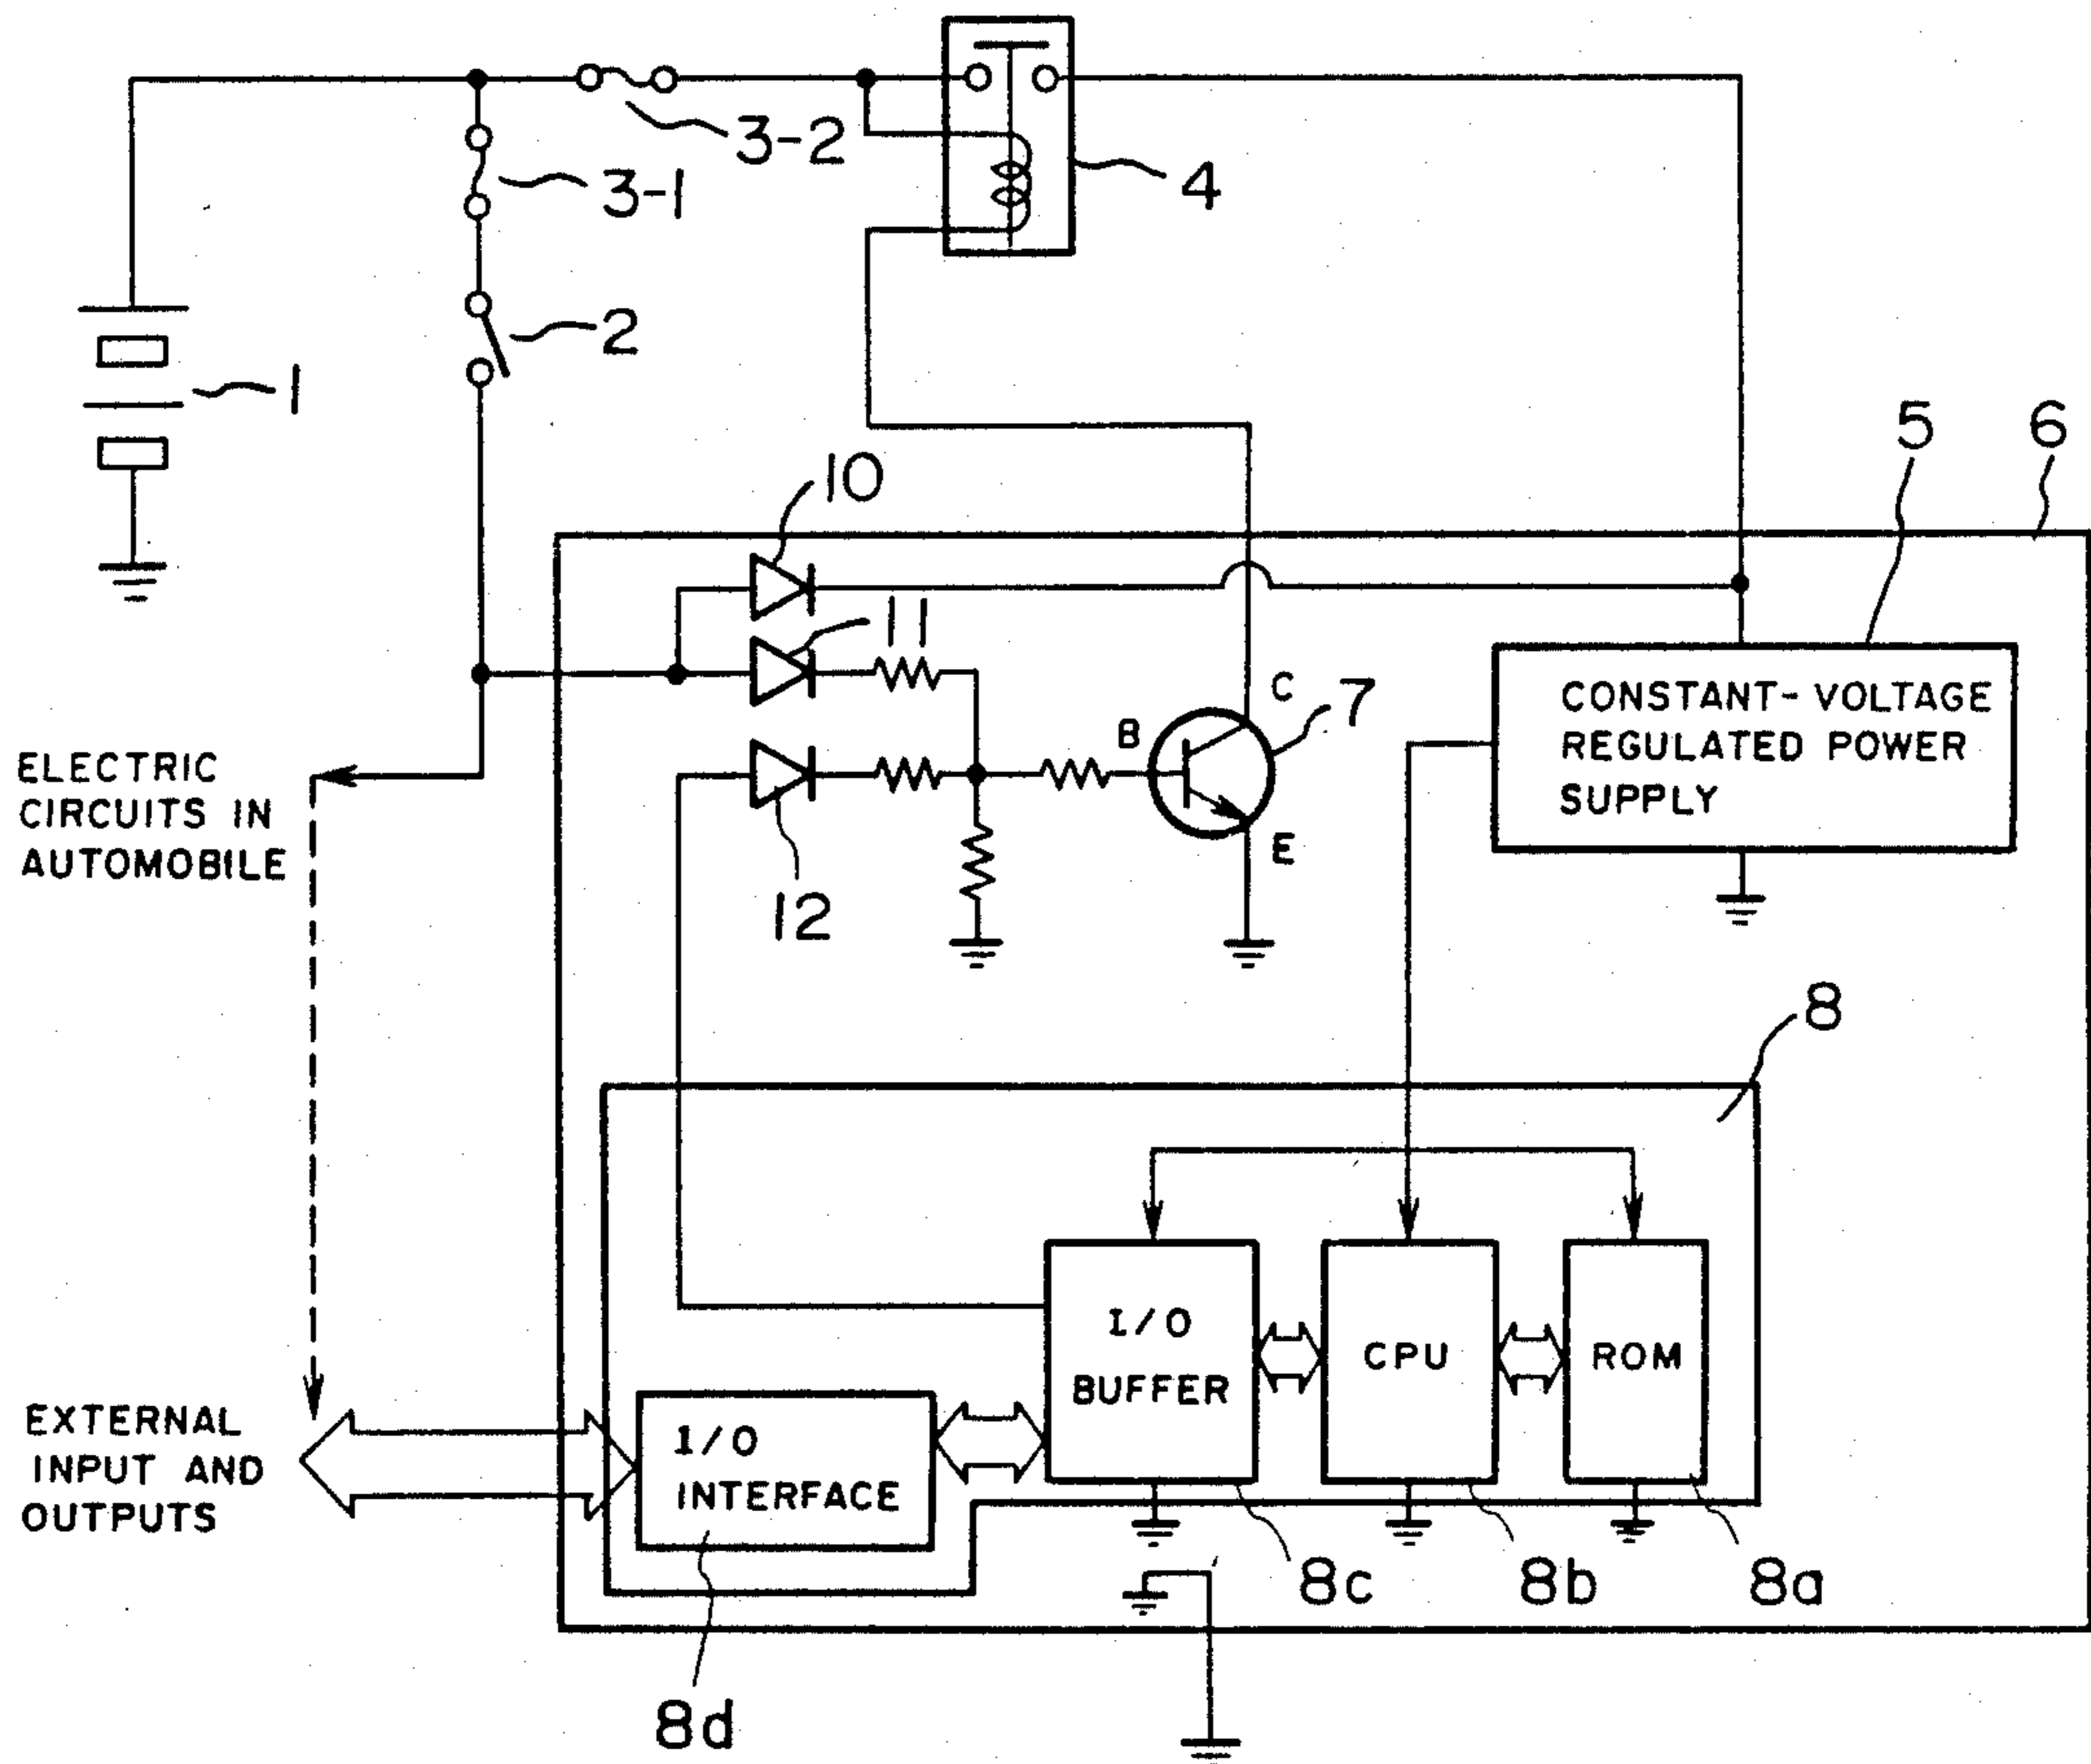 3-2
3-1
4
2
1
5
6
10
11
C
7
B
E
12
CONSTANT-VOLTAGE
REGULATED POWER
SUPPLY
ELECTRIC
CIRCUITS IN
AUTOMOBILE
8
I/O
BUFFER
CPU
ROM
EXTERNAL
INPUT AND
OUTPUTS
I/O
INTERFACE
8c
8b
8a
8d